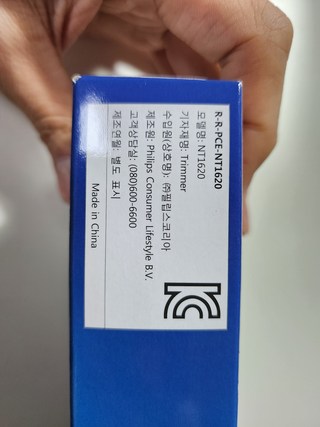 R-R-PCE-NT1620
모델명: NT1620
기자재명: Trimmer
수입원(상호명): ㈜필립스코리아
제조원: Philips Consumer Lifestyle B.V.
고객상담실: (080)600-6600
제조연월: 별도 표시
Made in China